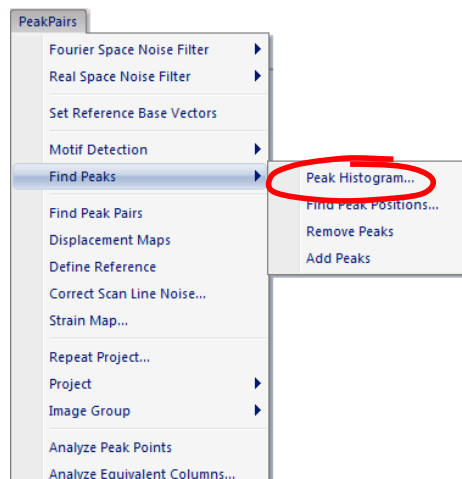 PeakPairs
Fourier Space Noise Filter
Real Space Noise Filter
Set Reference Base Vectors
Motif Detection
Find Peaks
Peak Histogram...
Find Peak Positions...
Remove Peaks
Add Peaks
Find Peak Pairs
Displacement Maps
Define Reference
Correct Scan Line Noise...
Strain Map...
Repeat Project...
Project
Image Group
Analyze Peak Points
Analyze Equivalent Columns...